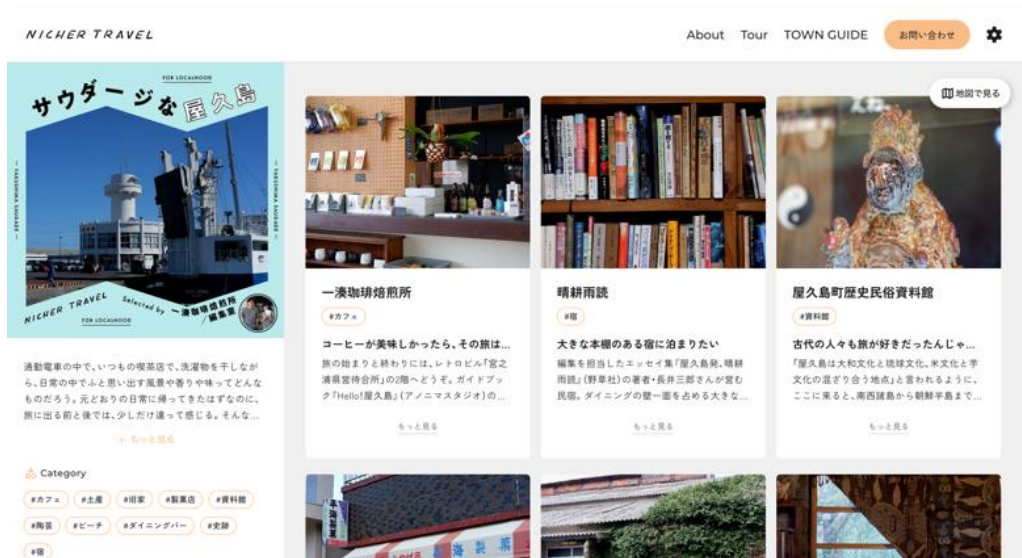 NICHER TRAVEL
About Tour TOWN GUIDE お問い合わせ
FOR LOCALHOOD
サウダージな屋久島
YAKUSHIMA SAUDADE
YAKUSHIMA SAUDADE
NICHER TRAVEL
FOR LOCALHOOD
Selected by
一湊珈琲焙煎所
/編集室
通勤電車の中で、いつもの喫茶店で、洗濯物を干しなが
ら、日常の中でふと思い出す風景や香りや味ってどんな
ものだろう。元どおりの日常に帰ってきたはずなのに、
旅に出る前と後では、少しだけ違って感じる。そんな...
+ もっと見る
Category
#カフェ #土産 #旧家 #製菓店 #資料館
#陶芸 #ビーチ #ダイニングバー #史跡
#宿
地図で見る
一湊珈琲焙煎所
#カフェ
コーヒーが美味しかったら、その旅は...
旅の始まりと終わりには、レトロビル「宮之
浦県営待合所」の2階へどうぞ。ガイドブッ
ク『Hello!屋久島』(アノニマスタジオ)の...
もっと見る
晴耕雨読
#宿
大きな本棚のある宿に泊まりたい
編集を担当したエッセイ集『屋久島発、晴耕
雨読』(野草社)の著者・長井三郎さんが営む
民宿。ダイニングの壁一面を占める大きな...
もっと見る
屋久島町歴史民俗資料館
#資料館
古代の人々も旅が好きだったんじゃ...
「屋久島は大和文化と琉球文化、米文化と芋
文化の混ざり合う地点」と言われるように、
ここに来ると、南西諸島から朝鮮半島まで...
もっと見る
海製菓